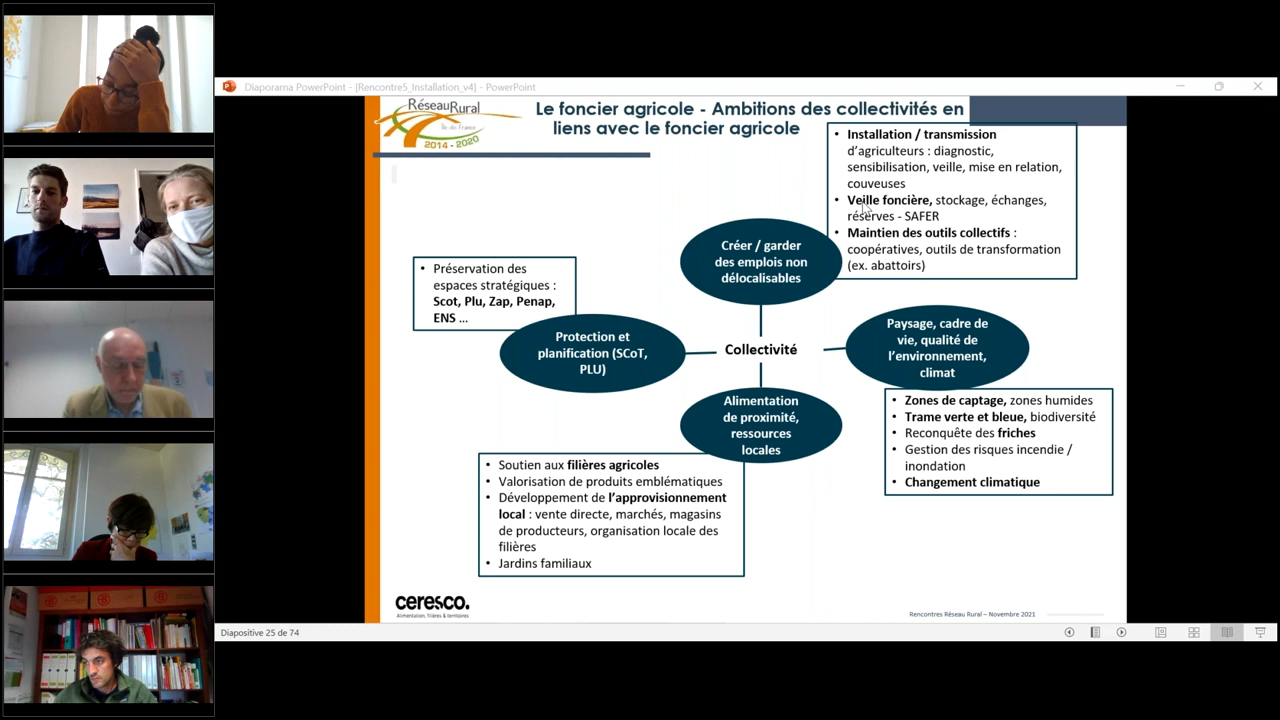 Diaporama PowerPoint - [Rencontre5_Installation_v4] - PowerPoint
RéseauRural
Île de France
2014 - 2020
Le foncier agricole - Ambitions des collectivités en
liens avec le foncier agricole
• Installation / transmission
d'agriculteurs : diagnostic,
sensibilisation, veille, mise en relation,
couveuses
• Veille foncière, stockage, échanges,
réserves - SAFER
• Maintien des outils collectifs :
coopératives, outils de transformation
(ex. abattoirs)
Créer / garder
des emplois non
délocalisables
• Préservation des
espaces stratégiques :
Scot, Plu, Zap, Penap,
ENS ...
Protection et
planification (SCoT,
PLU)
Collectivité
Paysage, cadre de
vie, qualité de
l'environnement,
climat
Alimentation
de proximité,
ressources
locales
• Zones de captage, zones humides
• Trame verte et bleue, biodiversité
• Reconquête des friches
• Gestion des risques incendie /
inondation
• Changement climatique
• Soutien aux filières agricoles
• Valorisation de produits emblématiques
• Développement de l'approvisionnement
local : vente directe, marchés, magasins
de producteurs, organisation locale des
filières
• Jardins familiaux
ceresco.
Alimentation, filières & territoires
Rencontres Réseau Rural – Novembre 2021
Diapositive 25 de 74